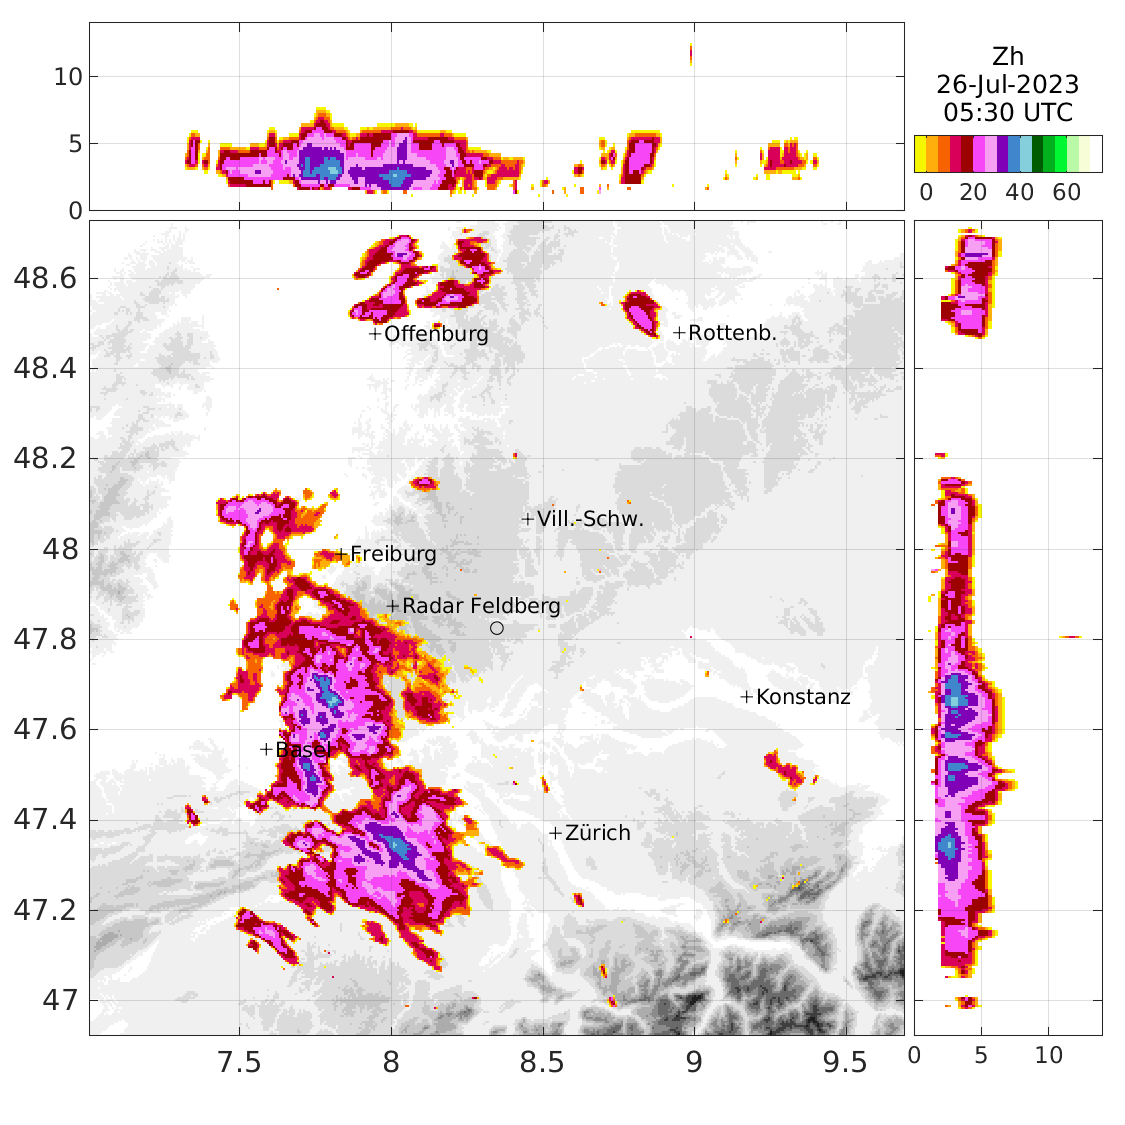 10
5
0
Zh
26-Jul-2023
05:30 UTC
0 20 40 60
48.6
Offenburg
Rottenb.
48.4
48.2
Vill.-Schw.
48
Freiburg
Radar Feldberg
47.8
Konstanz
47.6
Basel
47.4
Zürich
47.2
47
7.5 8 8.5 9 9.5
0 5 10